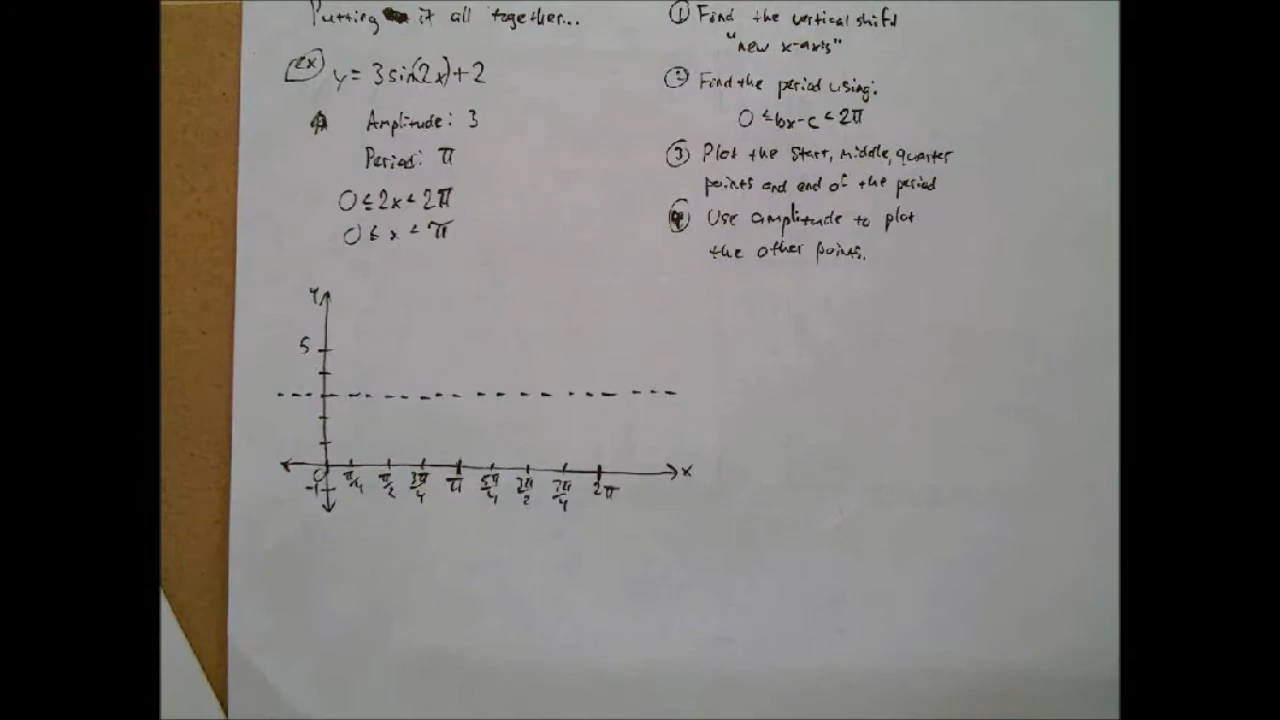 Putting it all together...
ex y = 3 sin(2x) + 2
Amplitude: 3
Period: π
0 ≤ 2x < 2π
0 ≤ x < π
① Find the vertical shift
"new x-axis"
② Find the period using:
0 ≤ bx-c < 2π
③ Plot the start, middle, quarter
points and end of the period
④ Use amplitude to plot
the other points.
y
5
0 x
-1 π/4 π/2 3π/4 π 5π/4 3π/2 7π/4 2π